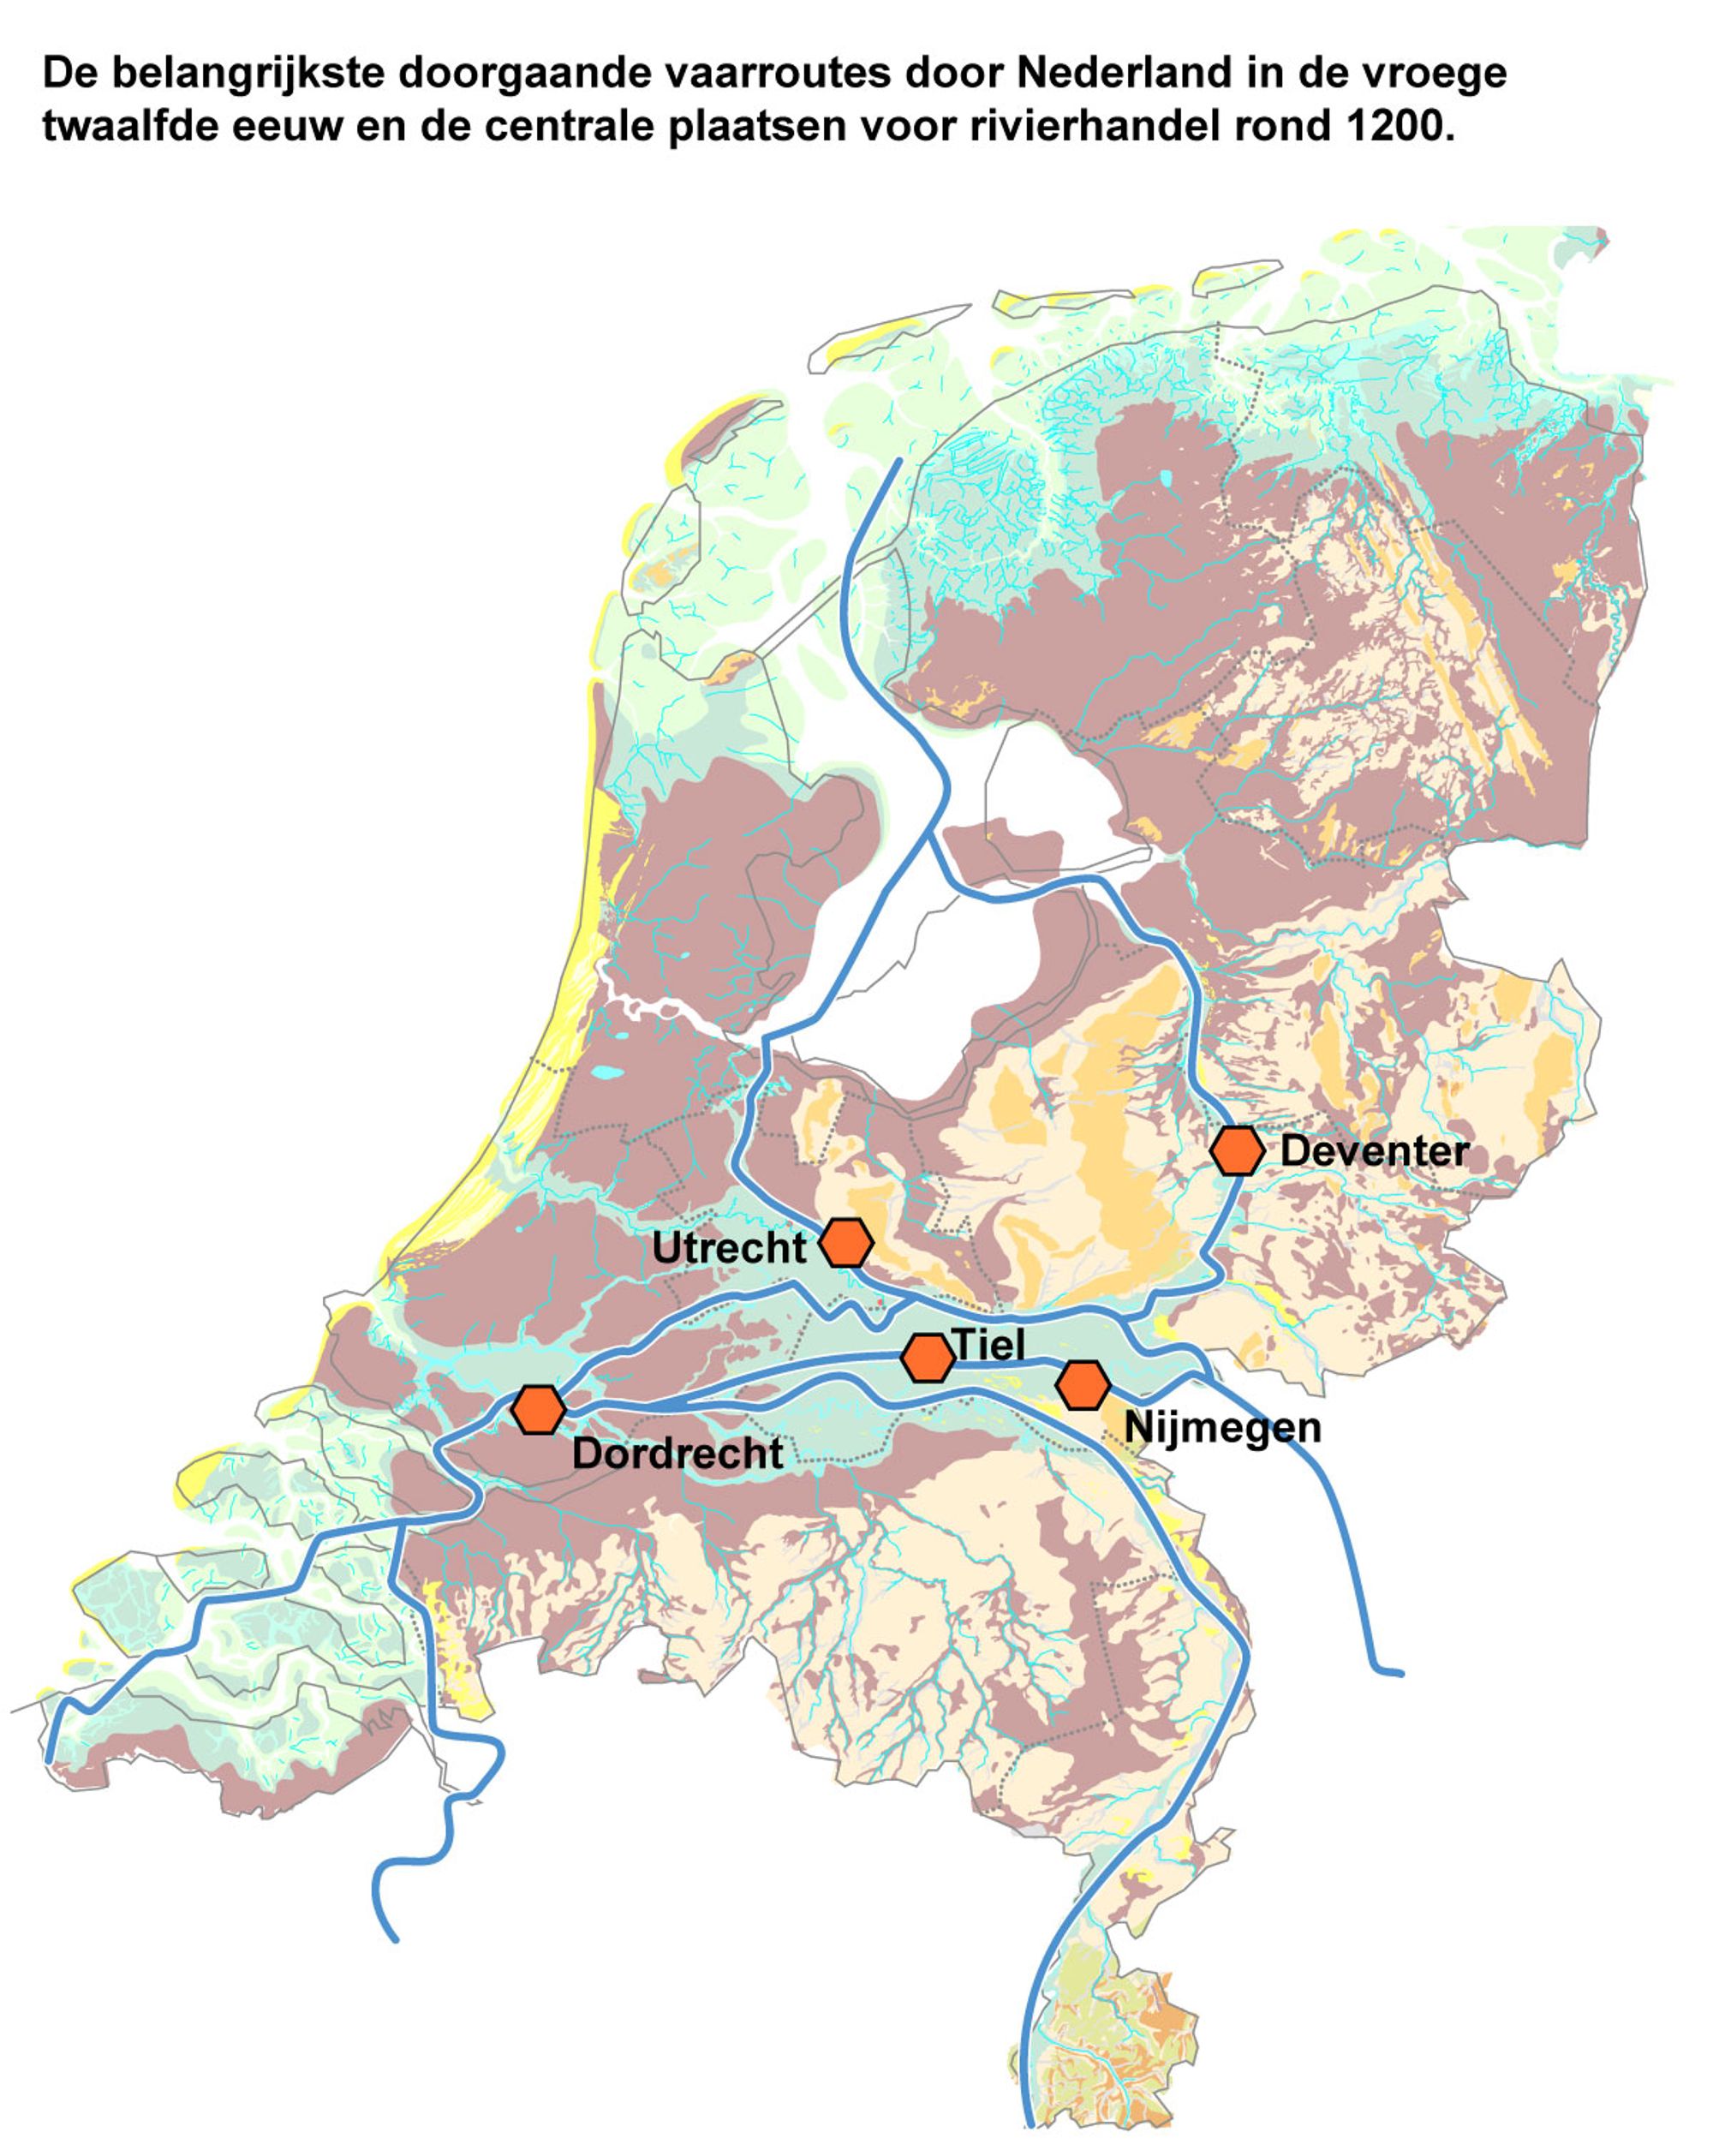 De belangrijkste doorgaande vaarroutes door Nederland in de vroege
twaalfde eeuw en de centrale plaatsen voor rivierhandel rond 1200.
Deventer
Utrecht
Tiel
Nijmegen
Dordrecht